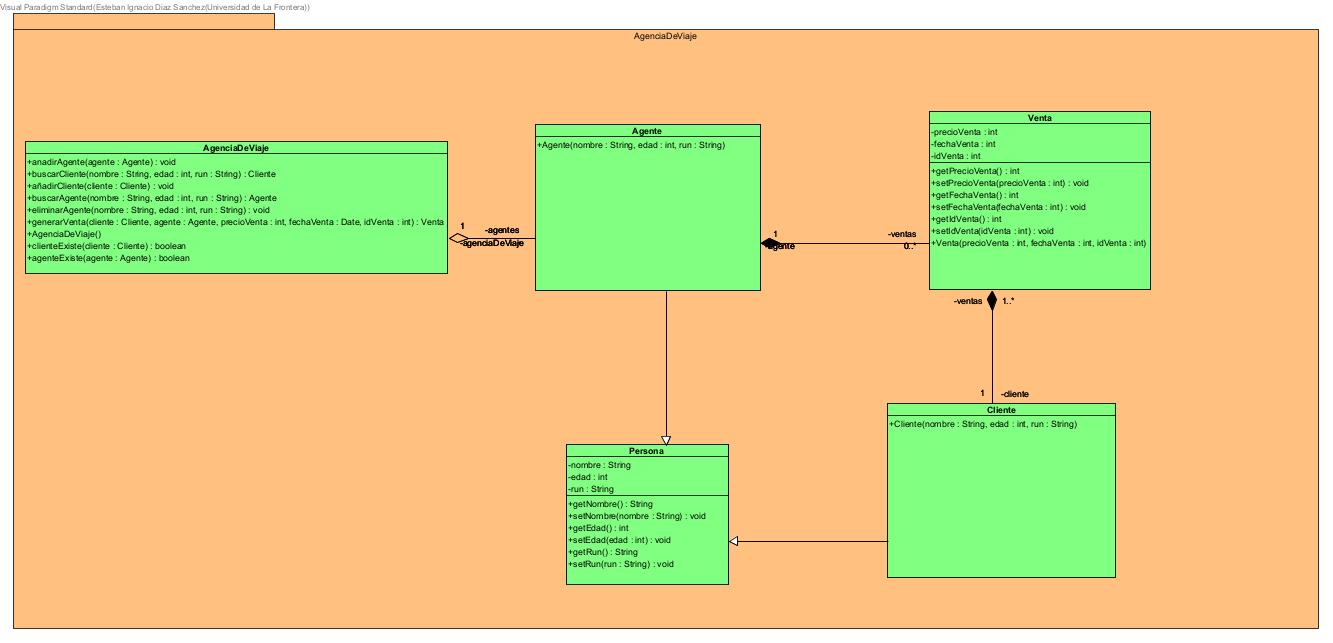 Visual Paradigm Standard(Esteban Ignacio Diaz Sanchez(Universidad de La Frontera))
AgenciaDeViaje
AgenciaDeViaje
+anadirAgente(agente : Agente) : void
+buscarCliente(nombre : String, edad : int, run : String) : Cliente
+añadirCliente(cliente : Cliente) : void
+buscarAgente(nombre : String, edad : int, run : String) : Agente
+eliminarAgente(nombre : String, edad : int, run : String) : void
+generarVenta(cliente : Cliente, agente : Agente, precioVenta : int, fechaVenta : Date, idVenta : int) : Venta
+AgenciaDeViaje()
+clienteExiste(cliente : Cliente) : boolean
+agenteExiste(agente : Agente) : boolean
1
-agentes
-agenciaDeViaje
Agente
+Agente(nombre : String, edad : int, run : String)
1
-agente
-ventas
0..*
Venta
-precioVenta : int
-fechaVenta : int
-idVenta : int
+getPrecioVenta() : int
+setPrecioVenta(precioVenta : int) : void
+getFechaVenta() : int
+setFechaVenta(fechaVenta : int) : void
+getIdVenta() : int
+setIdVenta(idVenta : int) : void
+Venta(precioVenta : int, fechaVenta : int, idVenta : int)
-ventas
1..*
1
-cliente
Cliente
+Cliente(nombre : String, edad : int, run : String)
Persona
-nombre : String
-edad : int
-run : String
+getNombre() : String
+setNombre(nombre : String) : void
+getEdad() : int
+setEdad(edad : int) : void
+getRun() : String
+setRun(run : String) : void